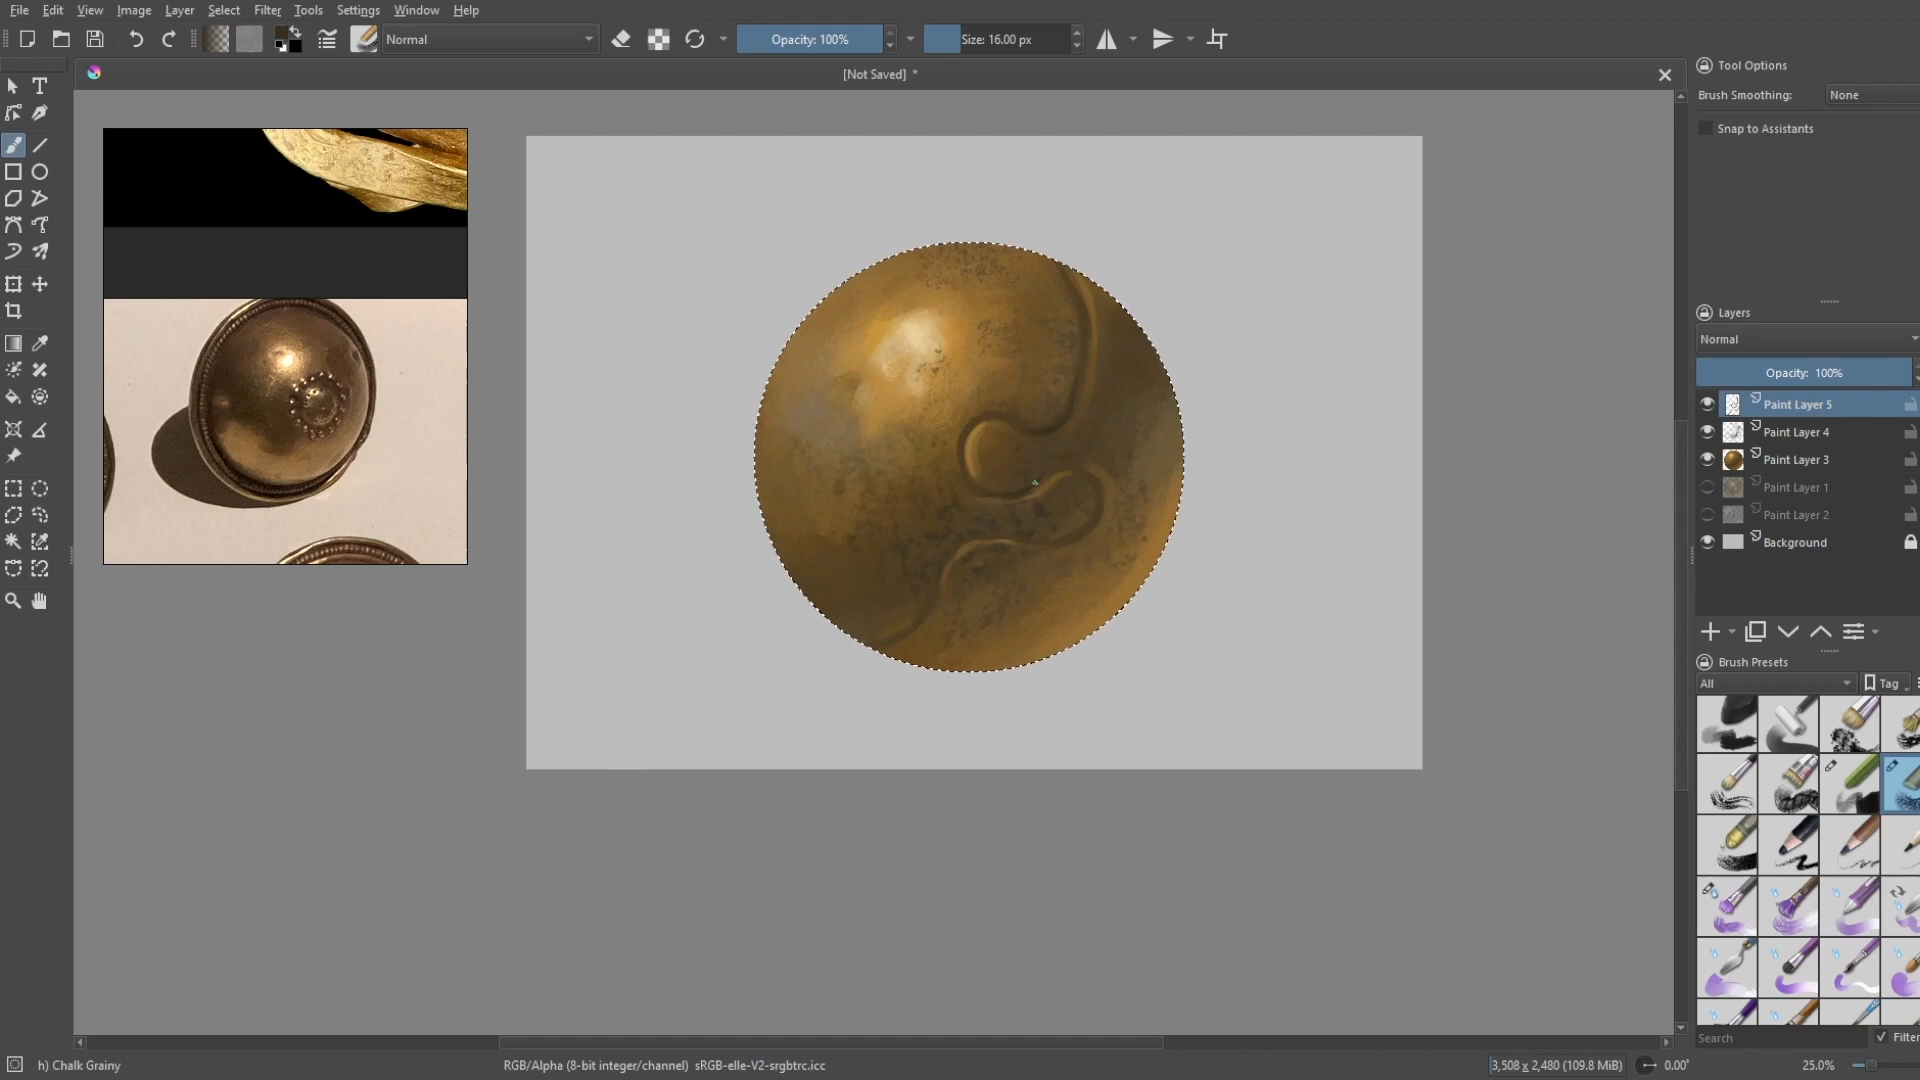 File Edit View Image Layer Select Filter Tools Settings Window Help
Normal Opacity: 100% Size: 16.00 px
[Not Saved] *
Tool Options
Brush Smoothing: None
Snap to Assistants
Layers
Normal
Opacity: 100%
Paint Layer 5
Paint Layer 4
Paint Layer 3
Paint Layer 1
Paint Layer 2
Background
Brush Presets
All Tag
Search Filter
h) Chalk Grainy RGB/Alpha (8-bit integer/channel) sRGB-elle-V2-srgbtrc.icc 3,508 x 2,480 (109.8 MiB) 0.00° 25.0%